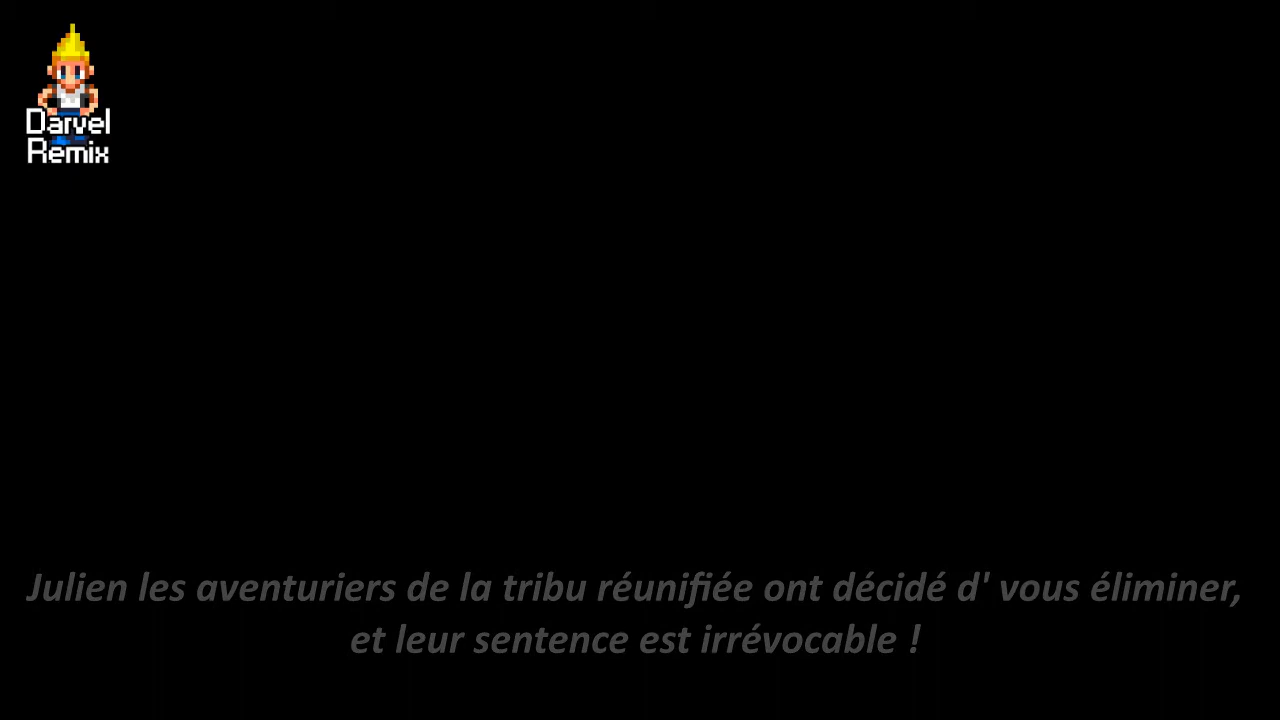 Darvel
Remix
Julien les aventuriers de la tribu réunifiée ont décidé d' vous éliminer,
et leur sentence est irrévocable !